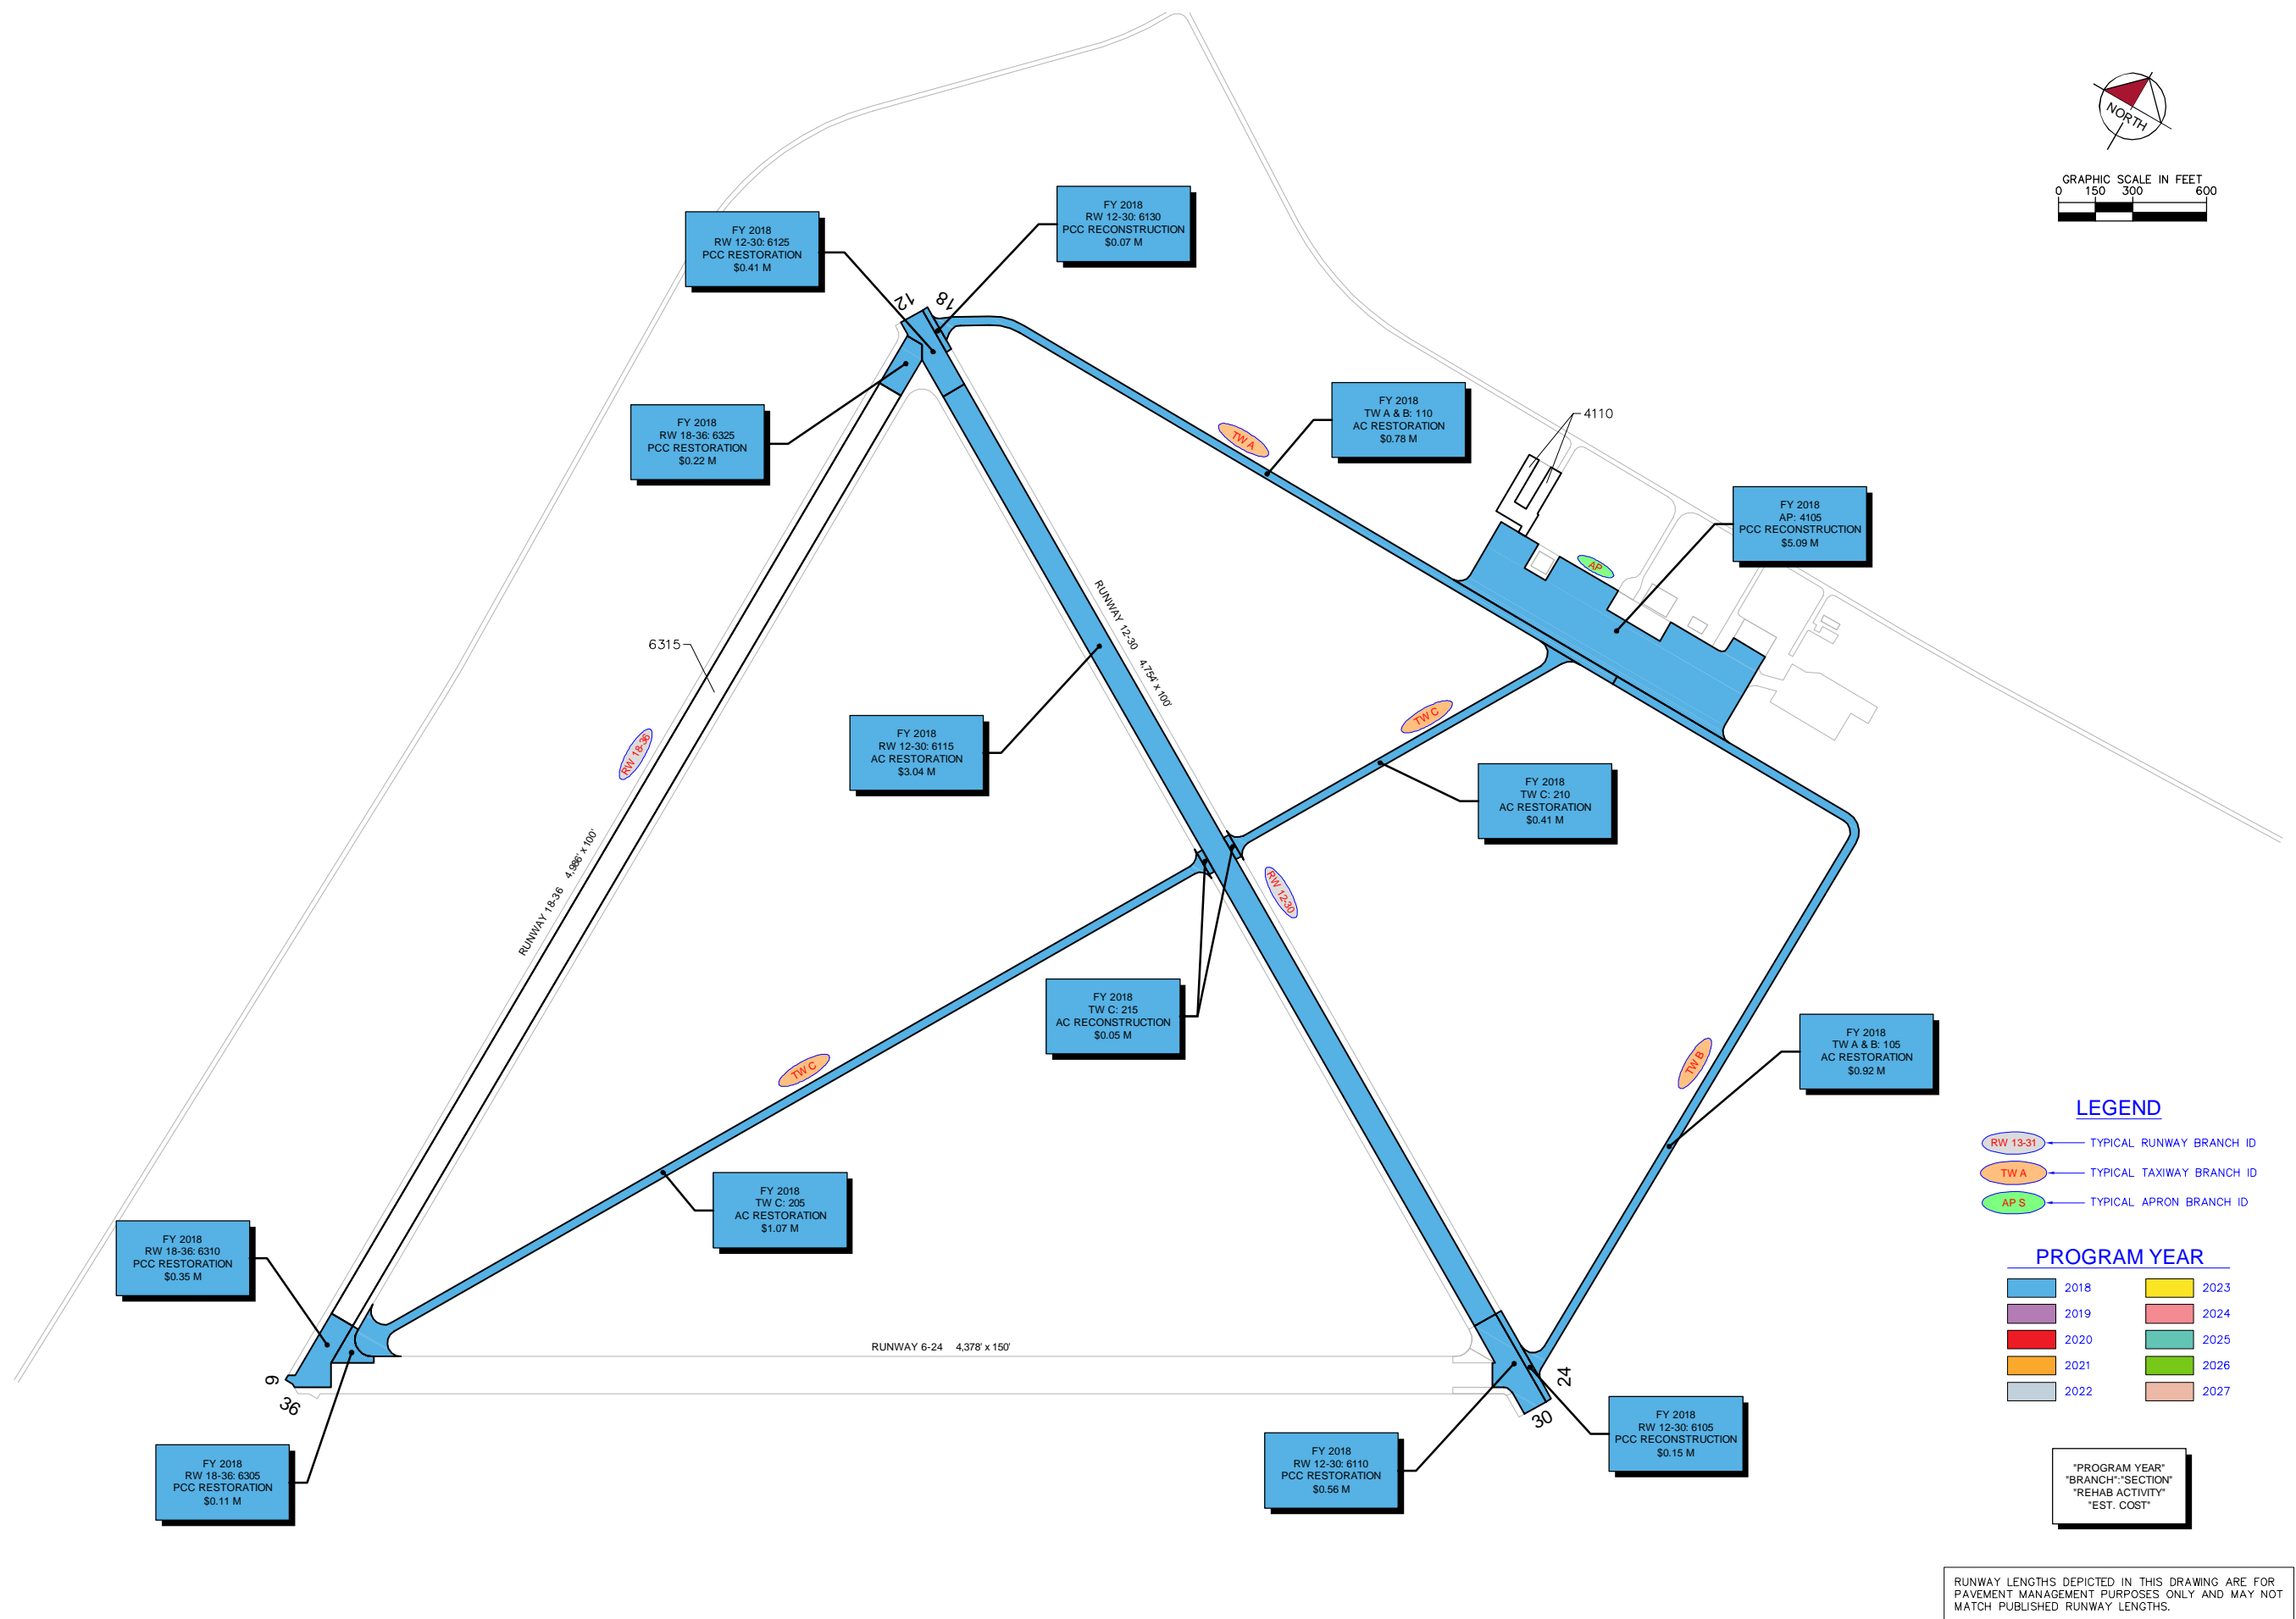 NORTH
GRAPHIC SCALE IN FEET
0 150 300 600
FY 2018
RW 12-30: 6130
PCC RECONSTRUCTION
$0.07 M
FY 2018
RW 12-30: 6125
PCC RESTORATION
$0.41 M
12
18
FY 2018
RW 18-36: 6325
PCC RESTORATION
$0.22 M
FY 2018
TW A & B: 110
AC RESTORATION
$0.78 M
TW A
4110
FY 2018
AP: 4105
PCC RECONSTRUCTION
$5.09 M
AP
RUNWAY 12-30 4,754' x 100'
6315
RW 18-36
RUNWAY 18-36 4,986' x 100'
FY 2018
RW 12-30: 6115
AC RESTORATION
$3.04 M
TW C
FY 2018
TW C: 210
AC RESTORATION
$0.41 M
RW 12-30
FY 2018
TW C: 215
AC RECONSTRUCTION
$0.05 M
TW C
TW B
FY 2018
TW A & B: 105
AC RESTORATION
$0.92 M
FY 2018
TW C: 205
AC RESTORATION
$1.07 M
FY 2018
RW 18-36: 6310
PCC RESTORATION
$0.35 M
RUNWAY 6-24 4,378' x 150'
6
36
24
30
FY 2018
RW 18-36: 6305
PCC RESTORATION
$0.11 M
FY 2018
RW 12-30: 6110
PCC RESTORATION
$0.56 M
FY 2018
RW 12-30: 6105
PCC RECONSTRUCTION
$0.15 M
LEGEND
RW 13-31 TYPICAL RUNWAY BRANCH ID
TW A TYPICAL TAXIWAY BRANCH ID
AP S TYPICAL APRON BRANCH ID
PROGRAM YEAR
2018 2023
2019 2024
2020 2025
2021 2026
2022 2027
"PROGRAM YEAR"
"BRANCH":"SECTION"
"REHAB ACTIVITY"
"EST. COST"
RUNWAY LENGTHS DEPICTED IN THIS DRAWING ARE FOR
PAVEMENT MANAGEMENT PURPOSES ONLY AND MAY NOT
MATCH PUBLISHED RUNWAY LENGTHS.